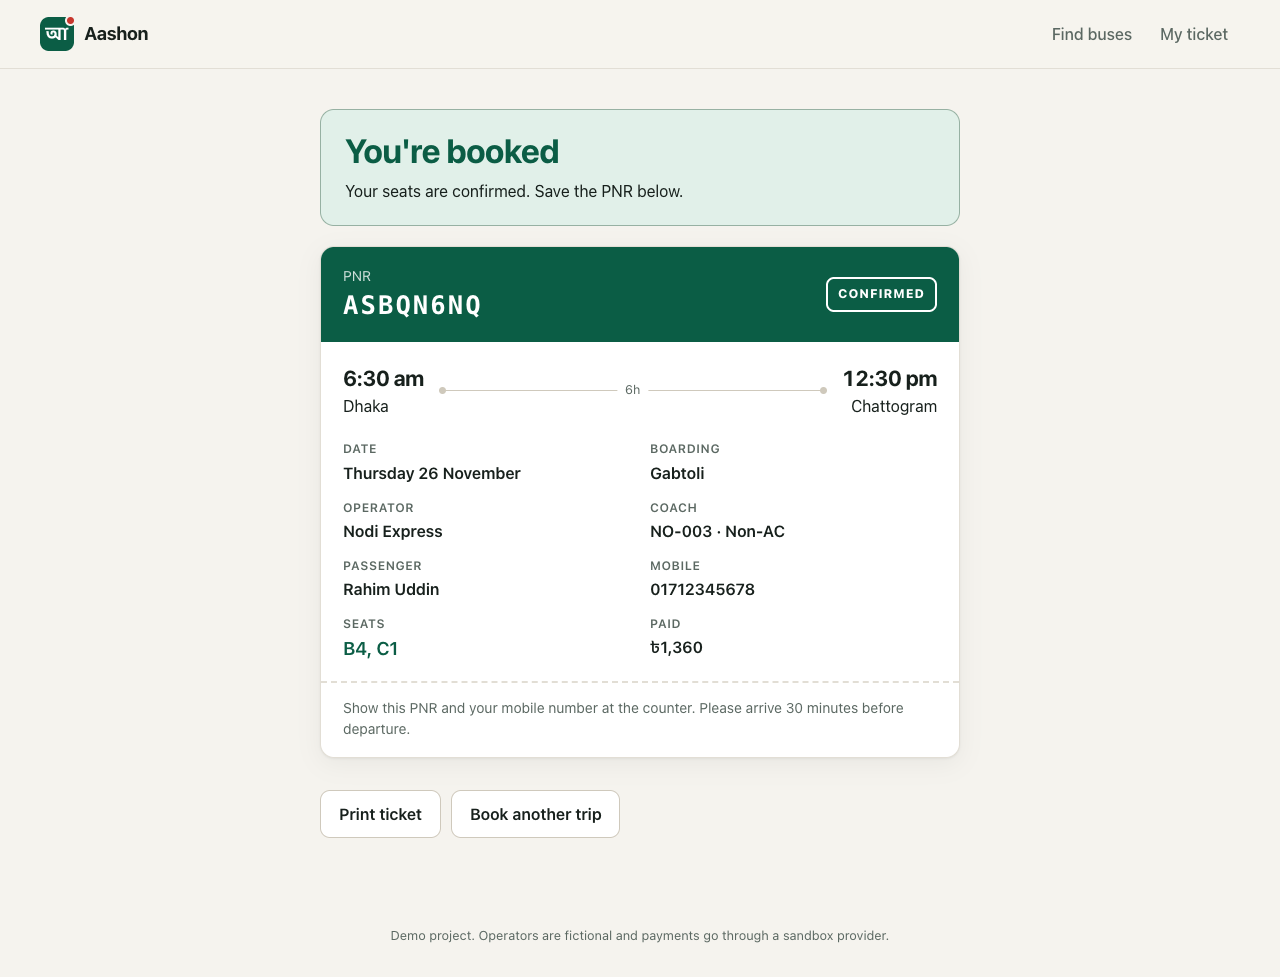 আ Aashon
Find buses My ticket
You're booked
Your seats are confirmed. Save the PNR below.
PNR
ASBQN6NQ
CONFIRMED
6:30 am 6h 12:30 pm
Dhaka Chattogram
DATE BOARDING
Thursday 26 November Gabtoli
OPERATOR COACH
Nodi Express NO-003 · Non-AC
PASSENGER MOBILE
Rahim Uddin 01712345678
SEATS PAID
B4, C1 ৳1,360
Show this PNR and your mobile number at the counter. Please arrive 30 minutes before
departure.
Print ticket Book another trip
Demo project. Operators are fictional and payments go through a sandbox provider.